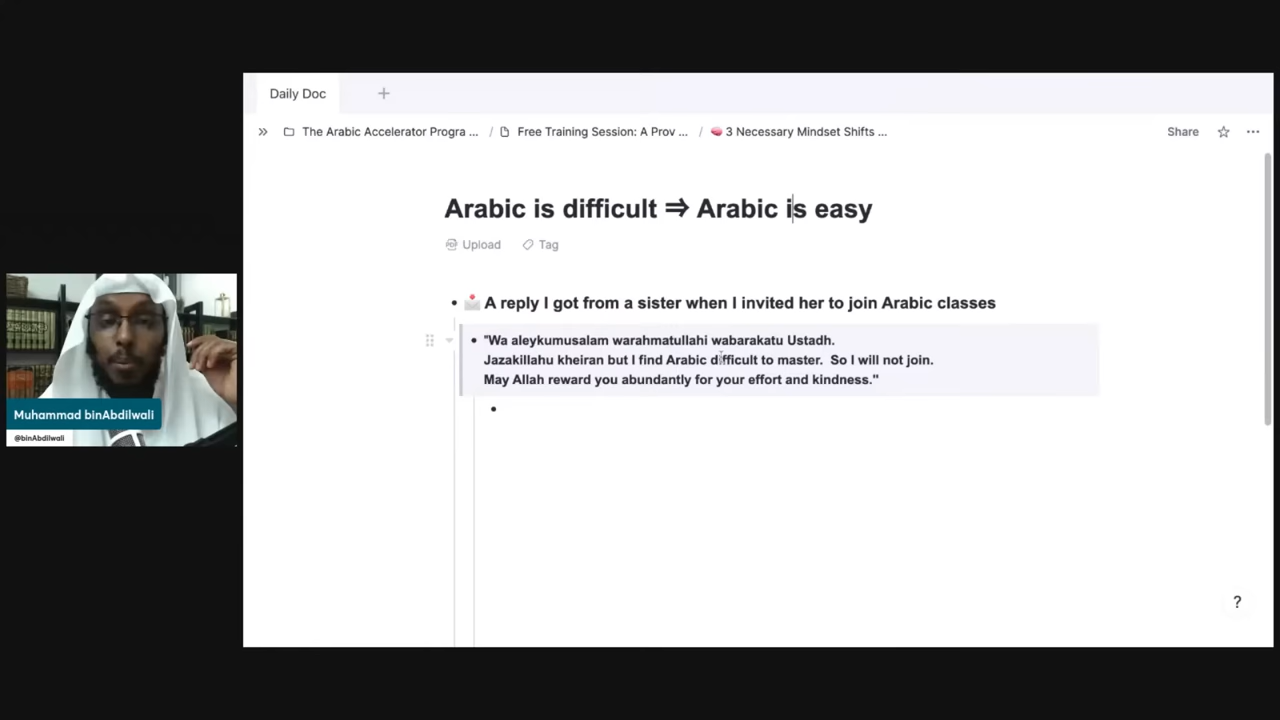 Daily Doc
The Arabic Accelerator Progra ... / Free Training Session: A Prov ... / 3 Necessary Mindset Shifts ...
Share
Arabic is difficult ⇒ Arabic is easy
Upload Tag
A reply I got from a sister when I invited her to join Arabic classes
"Wa aleykumusalam warahmatullahi wabarakatu Ustadh.
Jazakillahu kheiran but I find Arabic difficult to master. So I will not join.
May Allah reward you abundantly for your effort and kindness."
Muhammad binAbdilwali
@binAbdilwali
?